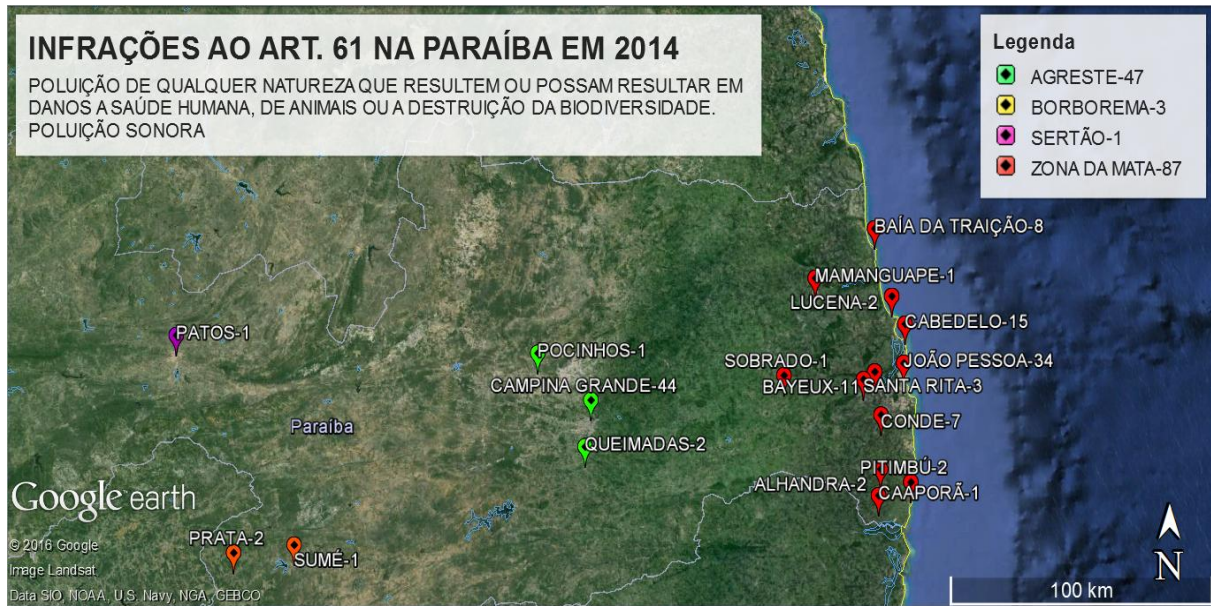 INFRAÇÕES AO ART. 61 NA PARAÍBA EM 2014
POLUIÇÃO DE QUALQUER NATUREZA QUE RESULTEM OU POSSAM RESULTAR EM
DANOS A SAÚDE HUMANA, DE ANIMAIS OU A DESTRUIÇÃO DA BIODIVERSIDADE.
POLUIÇÃO SONORA
Legenda
AGRESTE-47
BORBOREMA-3
SERTÃO-1
ZONA DA MATA-87
BAÍA DA TRAIÇÃO-8
MAMANGUAPE-1
LUCENA-2
CABEDELO-15
PATOS-1
POCINHOS-1
SOBRADO-1
JOÃO PESSOA-34
CAMPINA GRANDE-44
BAYEUX-11
SANTA RITA-3
Paraíba
CONDE-7
QUEIMADAS-2
PITIMBÚ-2
ALHANDRA-2
CAAPORÃ-1
Google earth
PRATA-2
SUMÉ-1
© 2016 Google
Image Landsat
Data SIO, NOAA, U.S. Navy, NGA, GEBCO
100 km
N